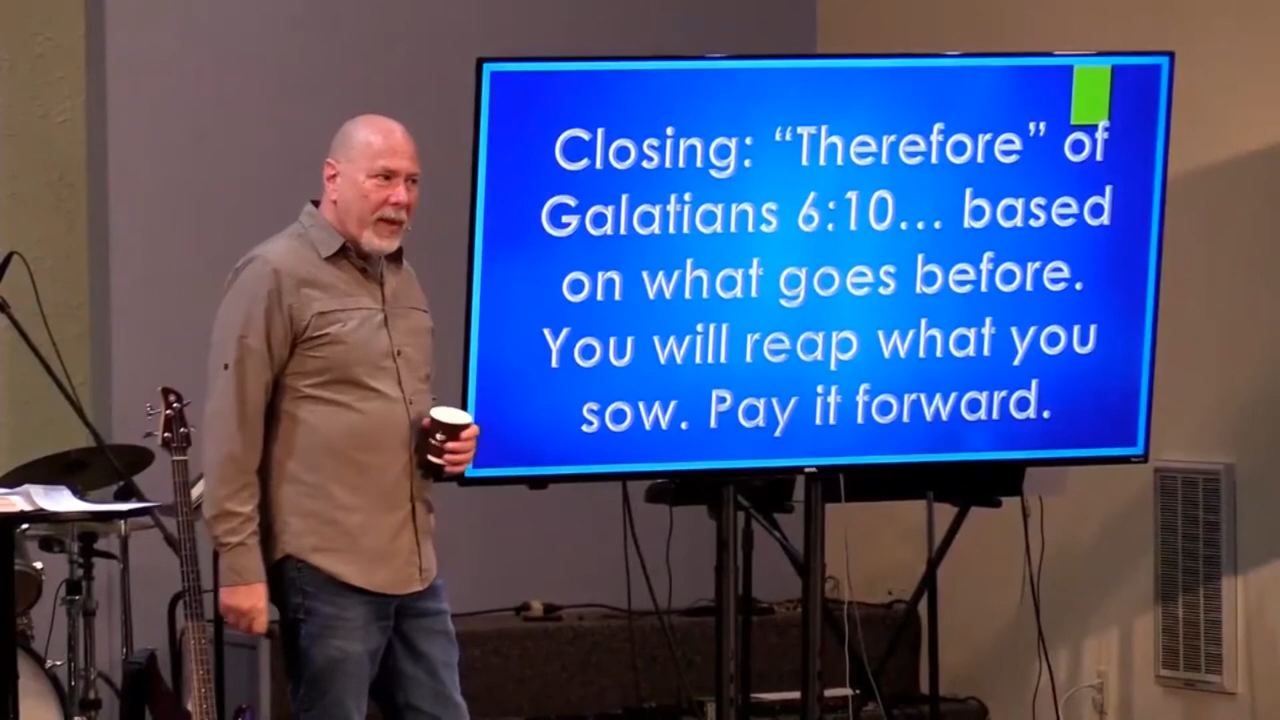 Closing: “Therefore” of
Galatians 6:10... based
on what goes before.
You will reap what you
sow. Pay it forward.